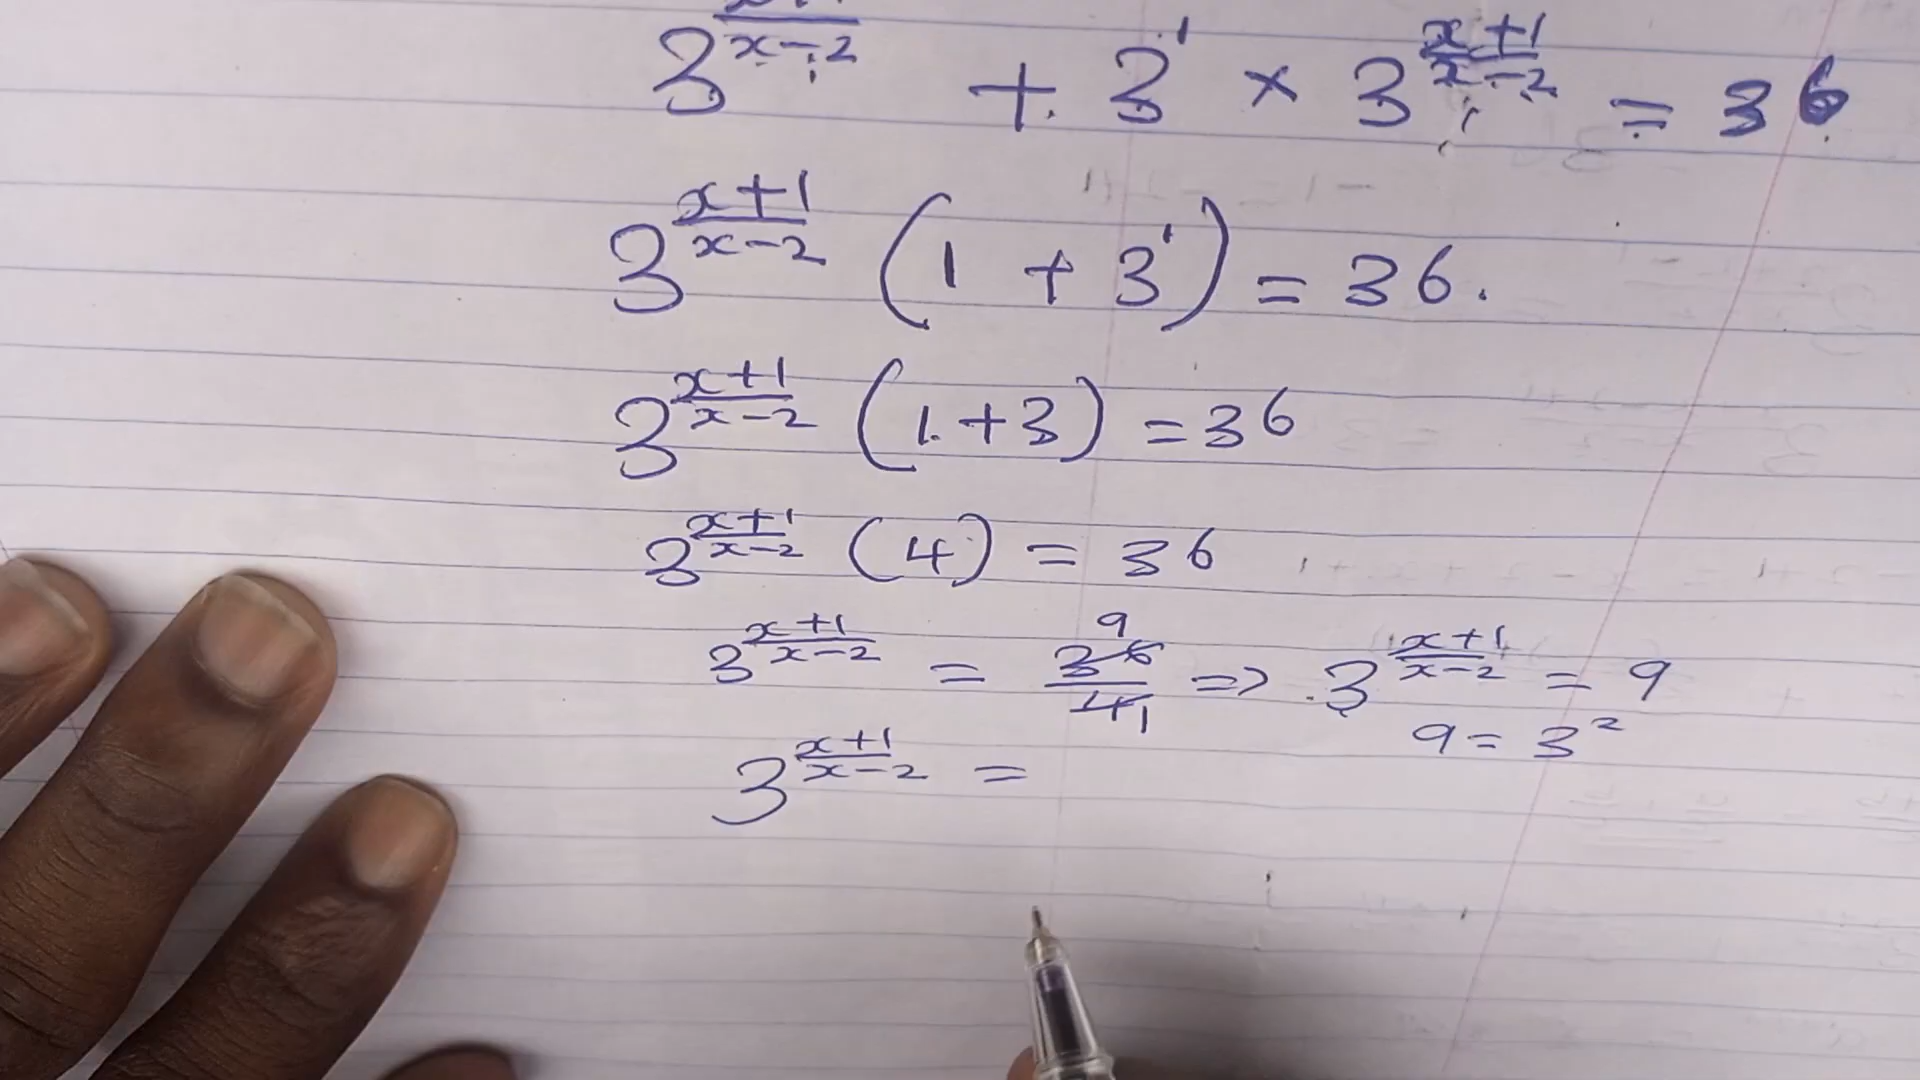 3^((x+1)/(x-2)) + 3^1 × 3^((x+1)/(x-2)) = 36
3^((x+1)/(x-2)) (1 + 3^1) = 36.
3^((x+1)/(x-2)) (1+3) = 36
3^((x+1)/(x-2)) (4) = 36
3^((x+1)/(x-2)) = 36/4 9 1 => 3^((x+1)/(x-2)) = 9
9 = 3^2
3^((x+1)/(x-2)) =